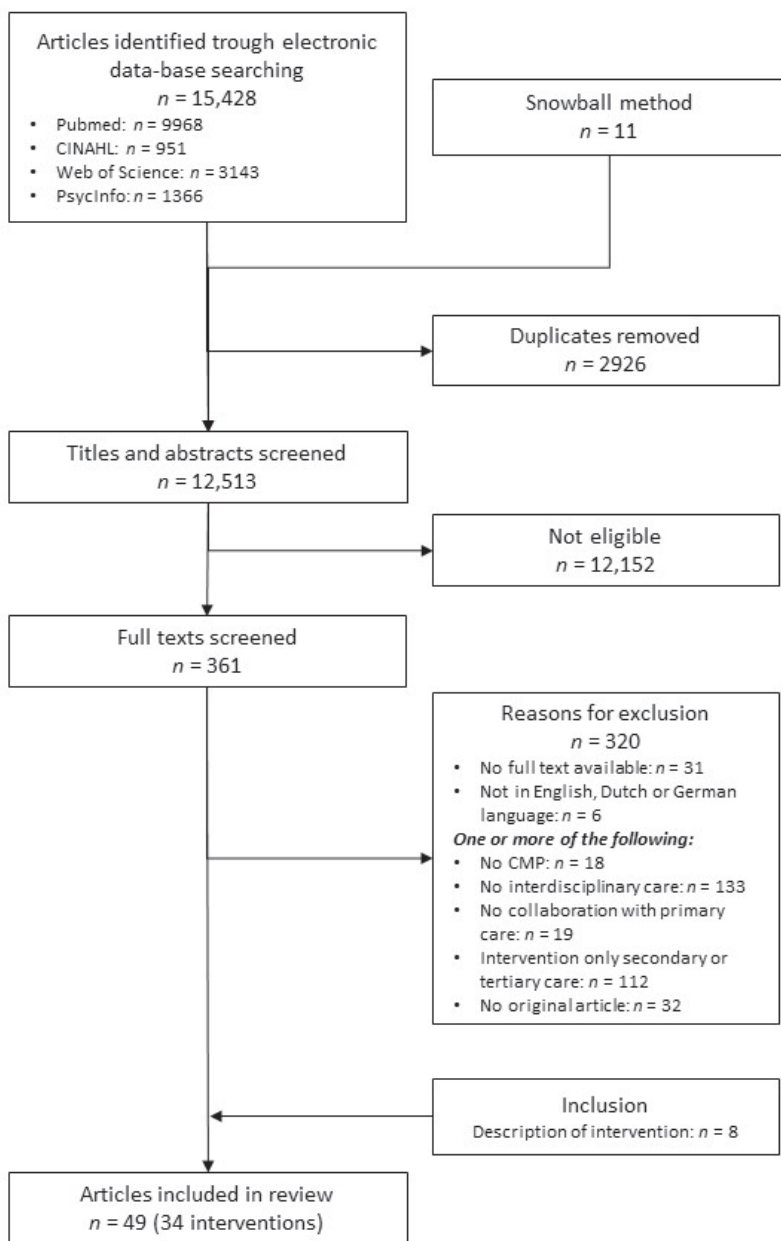 Articles identified trough electronic
data-base searching
n = 15,428
• Pubmed: n = 9968
• CINAHL: n = 951
• Web of Science: n = 3143
• PsycInfo: n = 1366
Snowball method
n = 11
Duplicates removed
n = 2926
Titles and abstracts screened
n = 12,513
Not eligible
n = 12,152
Full texts screened
n = 361
Reasons for exclusion
n = 320
• No full text available: n = 31
• Not in English, Dutch or German
language: n = 6
One or more of the following:
• No CMP: n = 18
• No interdisciplinary care: n = 133
• No collaboration with primary
care: n = 19
• Intervention only secondary or
tertiary care: n = 112
• No original article: n = 32
Inclusion
Description of intervention: n = 8
Articles included in review
n = 49 (34 interventions)